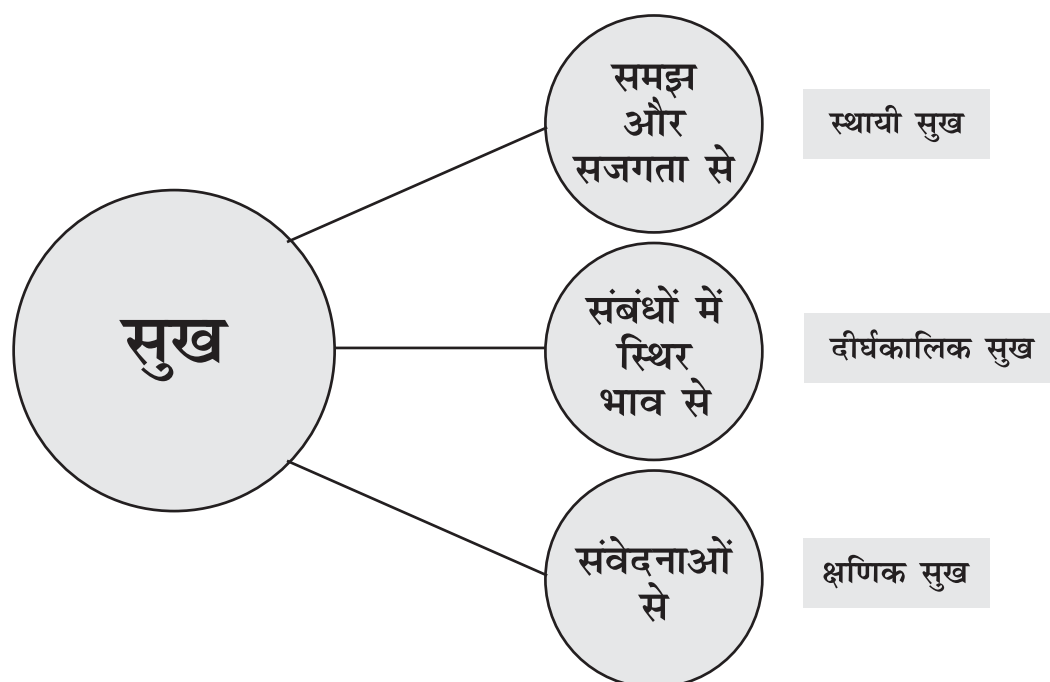 समझ
और
सजगता से
स्थायी सुख
सुख
संबंधों में
स्थिर
भाव से
दीर्घकालिक सुख
संवेदनाओं
से
क्षणिक सुख